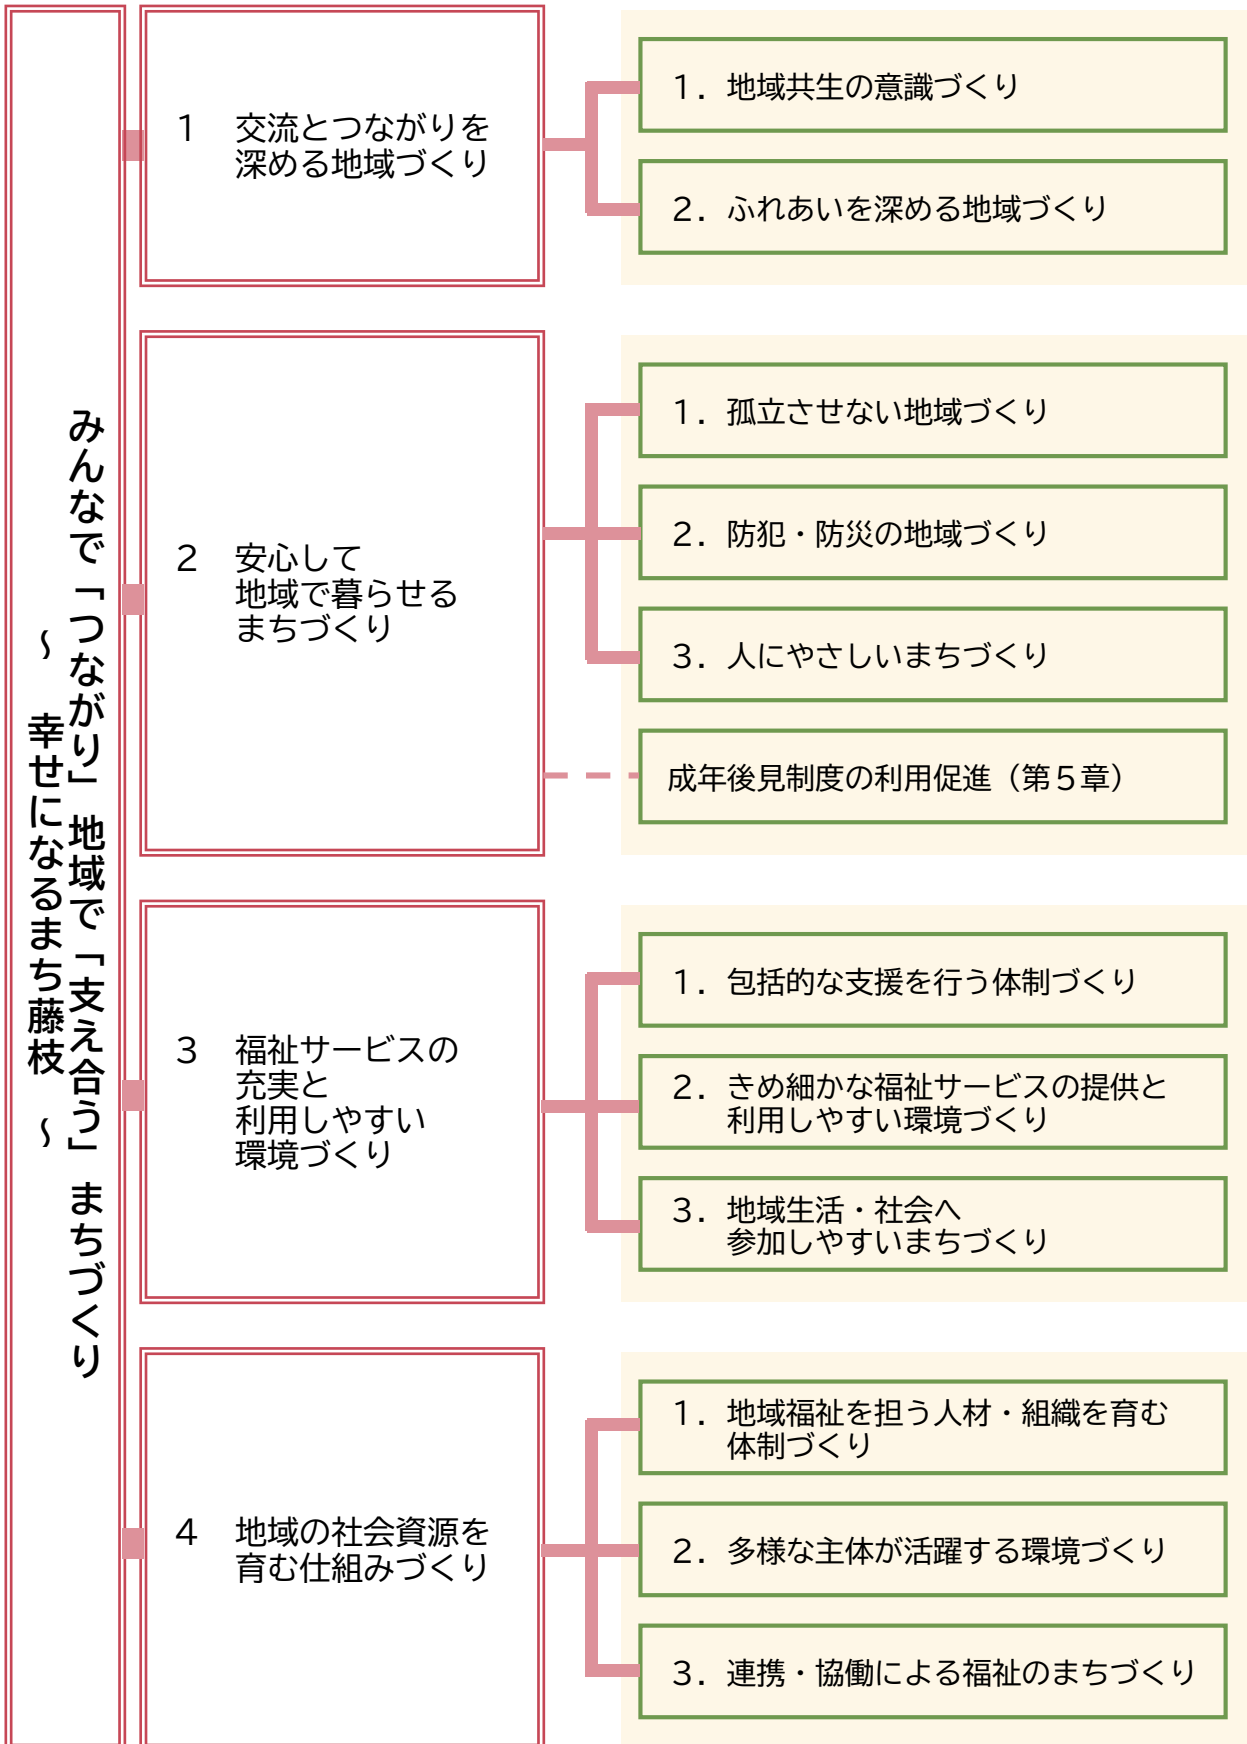 みんなで「つながり」地域で「支え合う」まちづくり
～　幸せになるまち藤枝　～
1　交流とつながりを
深める地域づくり
1．地域共生の意識づくり
2．ふれあいを深める地域づくり
2　安心して
地域で暮らせる
まちづくり
1．孤立させない地域づくり
2．防犯・防災の地域づくり
3．人にやさしいまちづくり
成年後見制度の利用促進（第５章）
3　福祉サービスの
充実と
利用しやすい
環境づくり
1．包括的な支援を行う体制づくり
2．きめ細かな福祉サービスの提供と
利用しやすい環境づくり
3．地域生活・社会へ
参加しやすいまちづくり
4　地域の社会資源を
育む仕組みづくり
1．地域福祉を担う人材・組織を育む
体制づくり
2．多様な主体が活躍する環境づくり
3．連携・協働による福祉のまちづくり